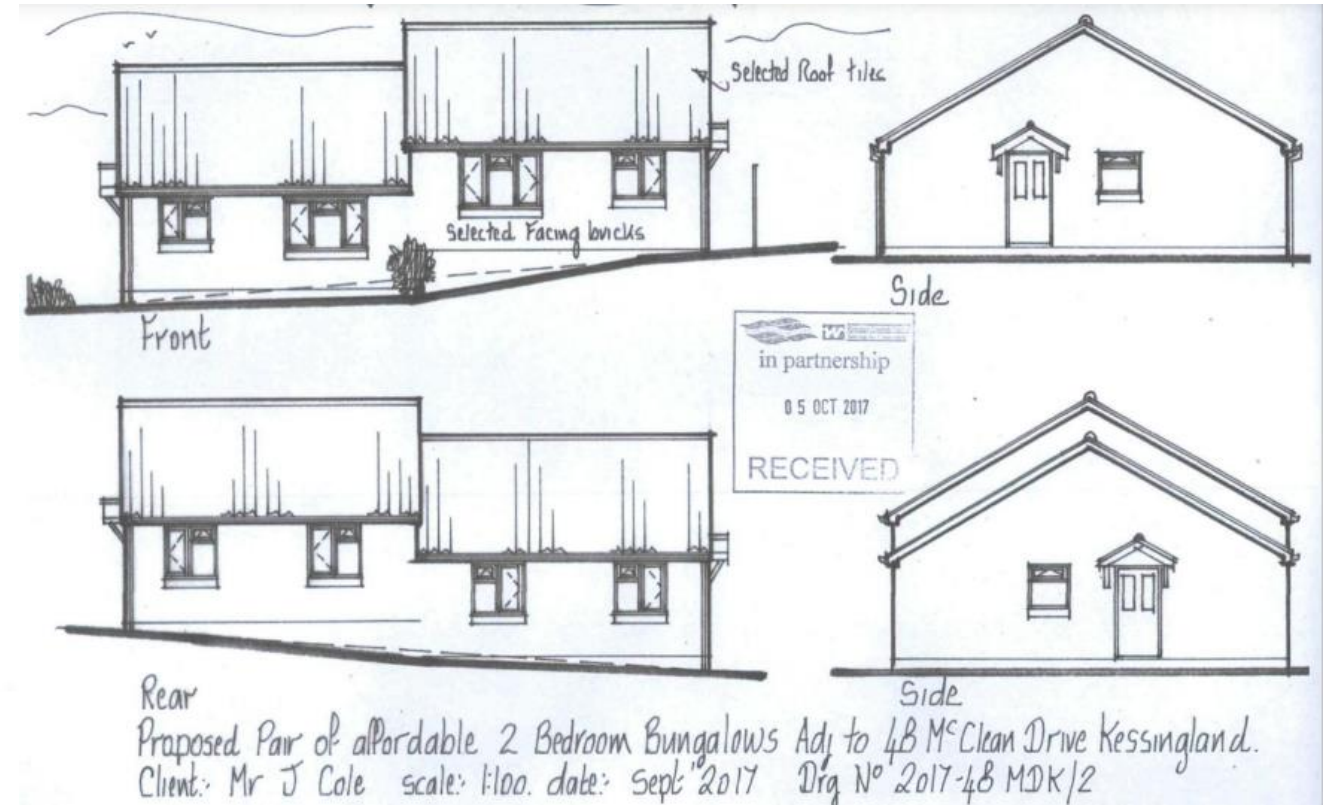 Selected Roof tiles
Selected Facing bricks
Front
Side
in partnership
05 OCT 2017
RECEIVED
Rear
Side
Proposed Pair of affordable 2 Bedroom Bungalows Adj to 48 McClean Drive Kessingland.
Client:- Mr J Cole scale:- 1:100. date:- Sept' 2017 Drg No 2017-48 MDK/2